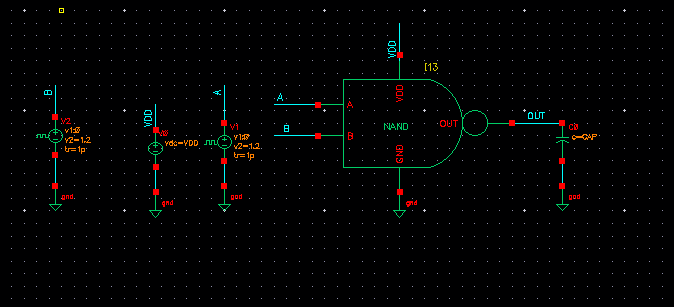 VDD
I13
B
A
VDD
A
VDD
V2
v1:0
v2=1.2
tr=1p
vdc=VDD
V1
v1:0
v2=1.2
tr=1p
A
B
NAND
B
OUT
OUT
C0
c=CAP
GND
gnd
gnd
gnd
gnd
gnd